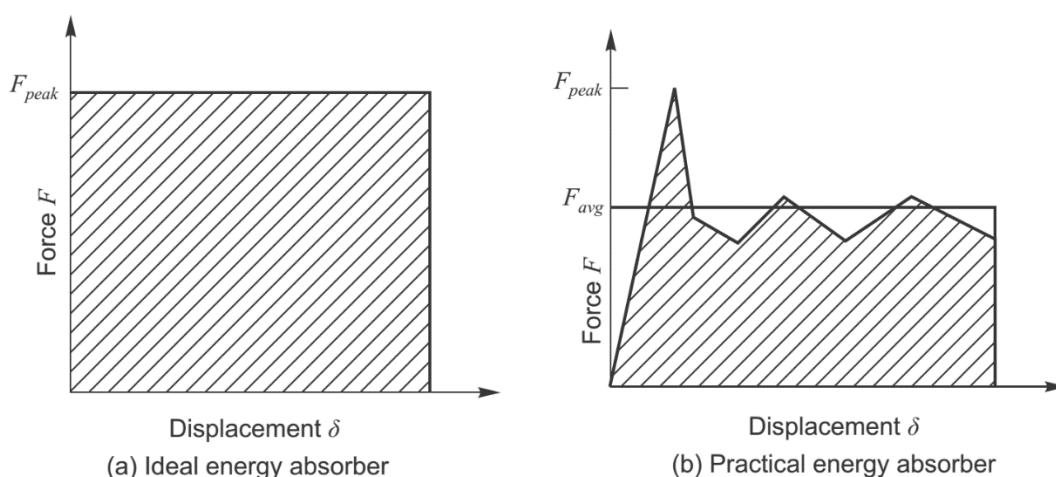 F_peak
Force F
Displacement δ
(a) Ideal energy absorber
F_peak
F_avg
Force F
Displacement δ
(b) Practical energy absorber